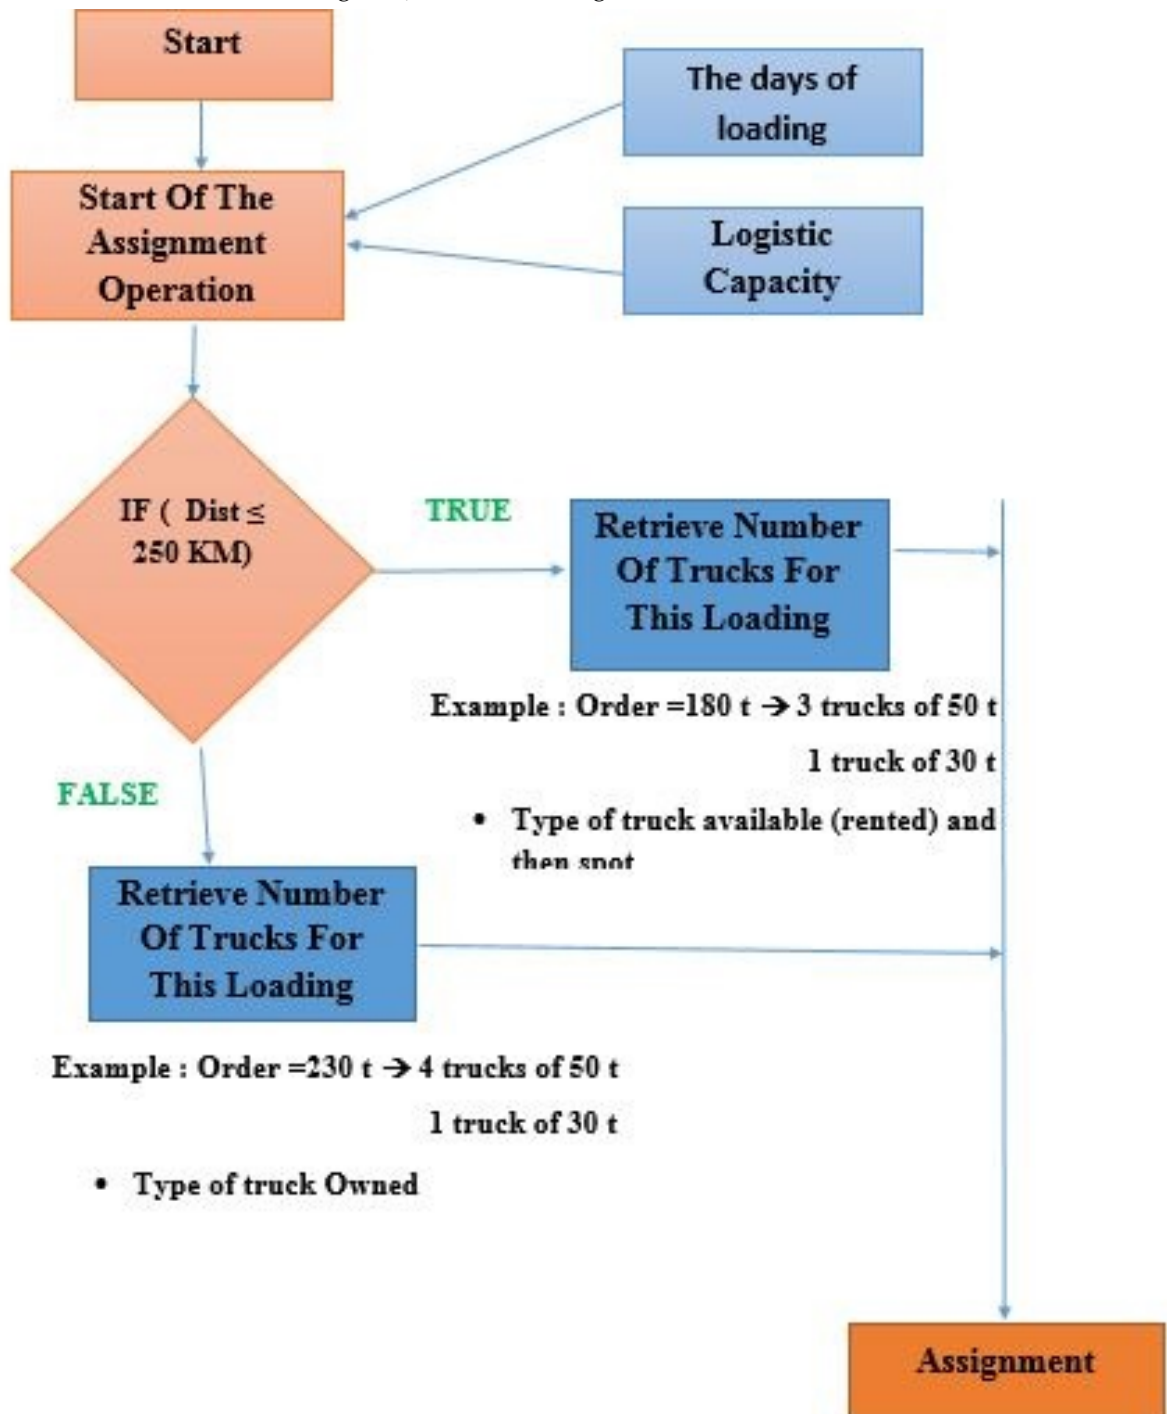 Start
The days of
loading
Start Of The
Assignment
Operation
Logistic
Capacity
IF ( Dist ≤
250 KM)
TRUE
Retrieve Number
Of Trucks For
This Loading
Example : Order =180 t → 3 trucks of 50 t
1 truck of 30 t
• Type of truck available (rented) and
then spot
FALSE
Retrieve Number
Of Trucks For
This Loading
Example : Order =230 t → 4 trucks of 50 t
1 truck of 30 t
• Type of truck Owned
Assignment